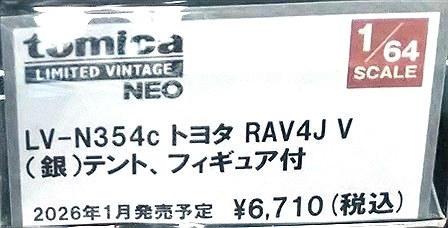 tomica
LIMITED VINTAGE
NEO
1/64
SCALE
LV-N354c トヨタ RAV4J V
(銀)テント、フィギュア付
2026年1月発売予定 ¥6,710(税込)